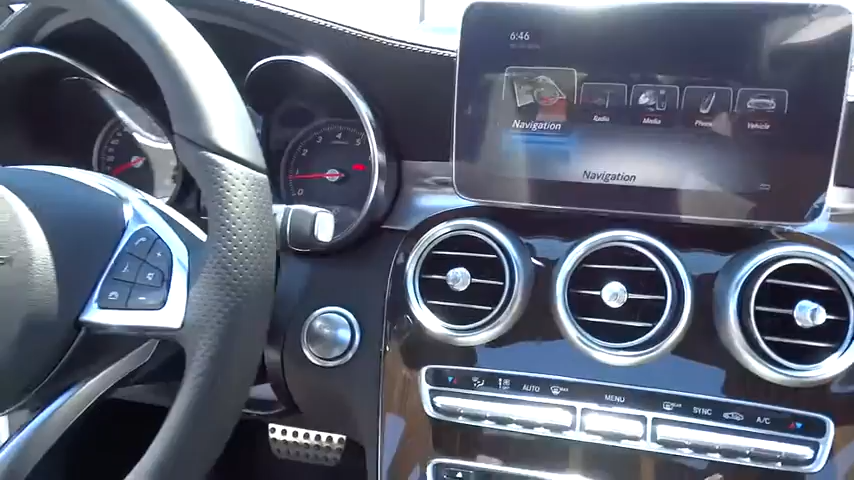 6:46
Navigation Radio Media Phone Vehicle
Navigation
AUTO MENU SYNC A/C